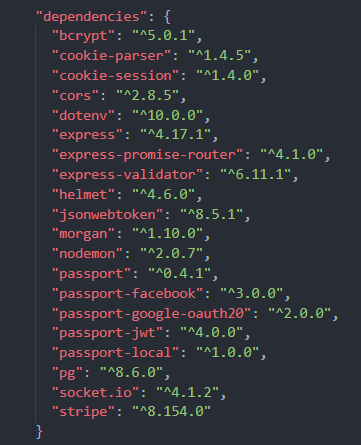 "dependencies": {
"bcrypt": "^5.0.1",
"cookie-parser": "^1.4.5",
"cookie-session": "^1.4.0",
"cors": "^2.8.5",
"dotenv": "^10.0.0",
"express": "^4.17.1",
"express-promise-router": "^4.1.0",
"express-validator": "^6.11.1",
"helmet": "^4.6.0",
"jsonwebtoken": "^8.5.1",
"morgan": "^1.10.0",
"nodemon": "^2.0.7",
"passport": "^0.4.1",
"passport-facebook": "^3.0.0",
"passport-google-oauth20": "^2.0.0",
"passport-jwt": "^4.0.0",
"passport-local": "^1.0.0",
"pg": "^8.6.0",
"socket.io": "^4.1.2",
"stripe": "^8.154.0"
}